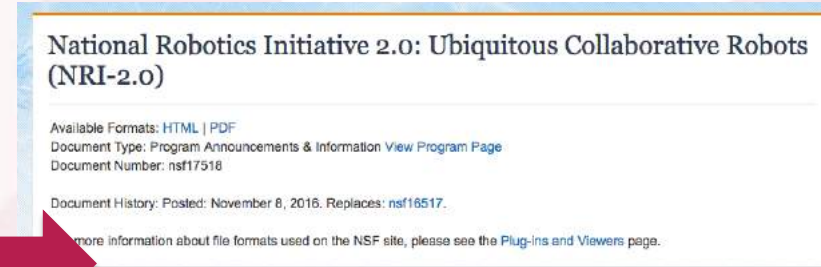 National Robotics Initiative 2.0: Ubiquitous Collaborative Robots
(NRI-2.0)
Available Formats: HTML | PDF
Document Type: Program Announcements & Information View Program Page
Document Number: nsf17518
Document History: Posted: November 8, 2016. Replaces: nsf16517.
more information about file formats used on the NSF site, please see the Plug-ins and Viewers page.